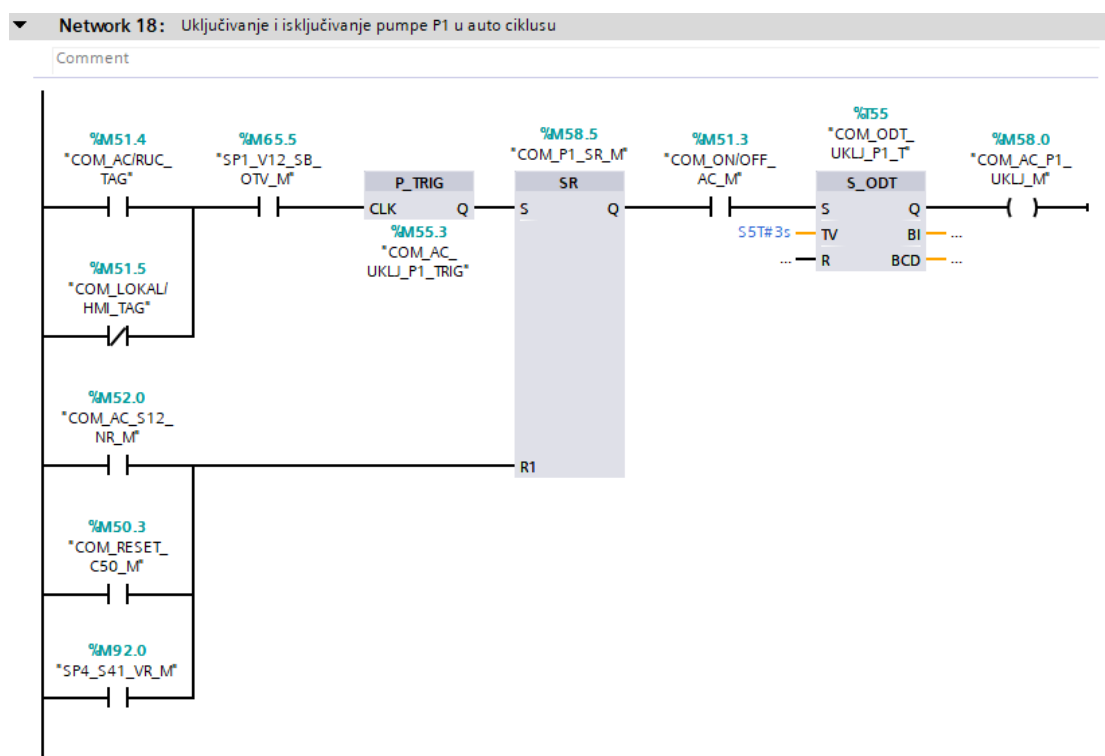 Network 18: Uključivanje i isključivanje pumpe P1 u auto ciklusu
Comment
%M51.4
"COM_AC/RUC_
TAG"
%M65.5
"SP1_V12_SB_
OTV_M"
P_TRIG
CLK Q
%M55.3
"COM_AC_
UKLJ_P1_TRIG"
%M58.5
"COM_P1_SR_M"
SR
S Q
R1
%M51.3
"COM_ON/OFF_
AC_M"
%T55
"COM_ODT_
UKLJ_P1_T"
S_ODT
S Q
S5T#3s TV BI ...
... R BCD ...
%M58.0
"COM_AC_P1_
UKLJ_M"
%M51.5
"COM_LOKAL/
HMI_TAG"
%M52.0
"COM_AC_S12_
NR_M"
%M50.3
"COM_RESET_
C50_M"
%M92.0
"SP4_S41_VR_M"